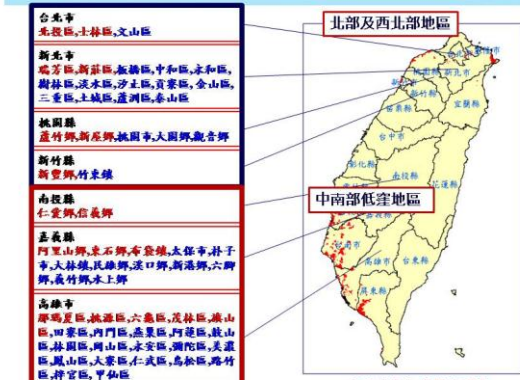 台北市
北投區,士林區,文山區
新北市
瑞芳區,新莊區,板橋區,中和區,永和區,
樹林區,淡水區,汐止區,貢寮區,金山區,
三重區,土城區,蘆洲區,泰山區
桃園縣
蘆竹鄉,新屋鄉,桃園市,大園鄉,觀音鄉
新竹縣
新豐鄉,竹東鎮
南投縣
仁愛鄉,信義鄉
嘉義縣
阿里山鄉,東石鄉,布袋鎮,太保市,朴子
市,大林鎮,民雄鄉,溪口鄉,新港鄉,六腳
鄉,義竹鄉,水上鄉
高雄市
那瑪夏區,桃源區,六龜區,茂林區,旗山
區,田寮區,內門區,燕巢區,阿蓮區,鼓山
區,林園區,岡山區,永安區,彌陀區,美濃
區,鳳山區,大寮區,仁武區,鳥松區,路竹
區,梓官區,甲仙區
北部及西北部地區
桃園縣
新北市
新竹縣
宜蘭縣
苗栗縣
台中市
彰化縣
南投縣
花蓮縣
中南部低窪地區
嘉義縣
台南市
高雄市
台東縣
屏東縣